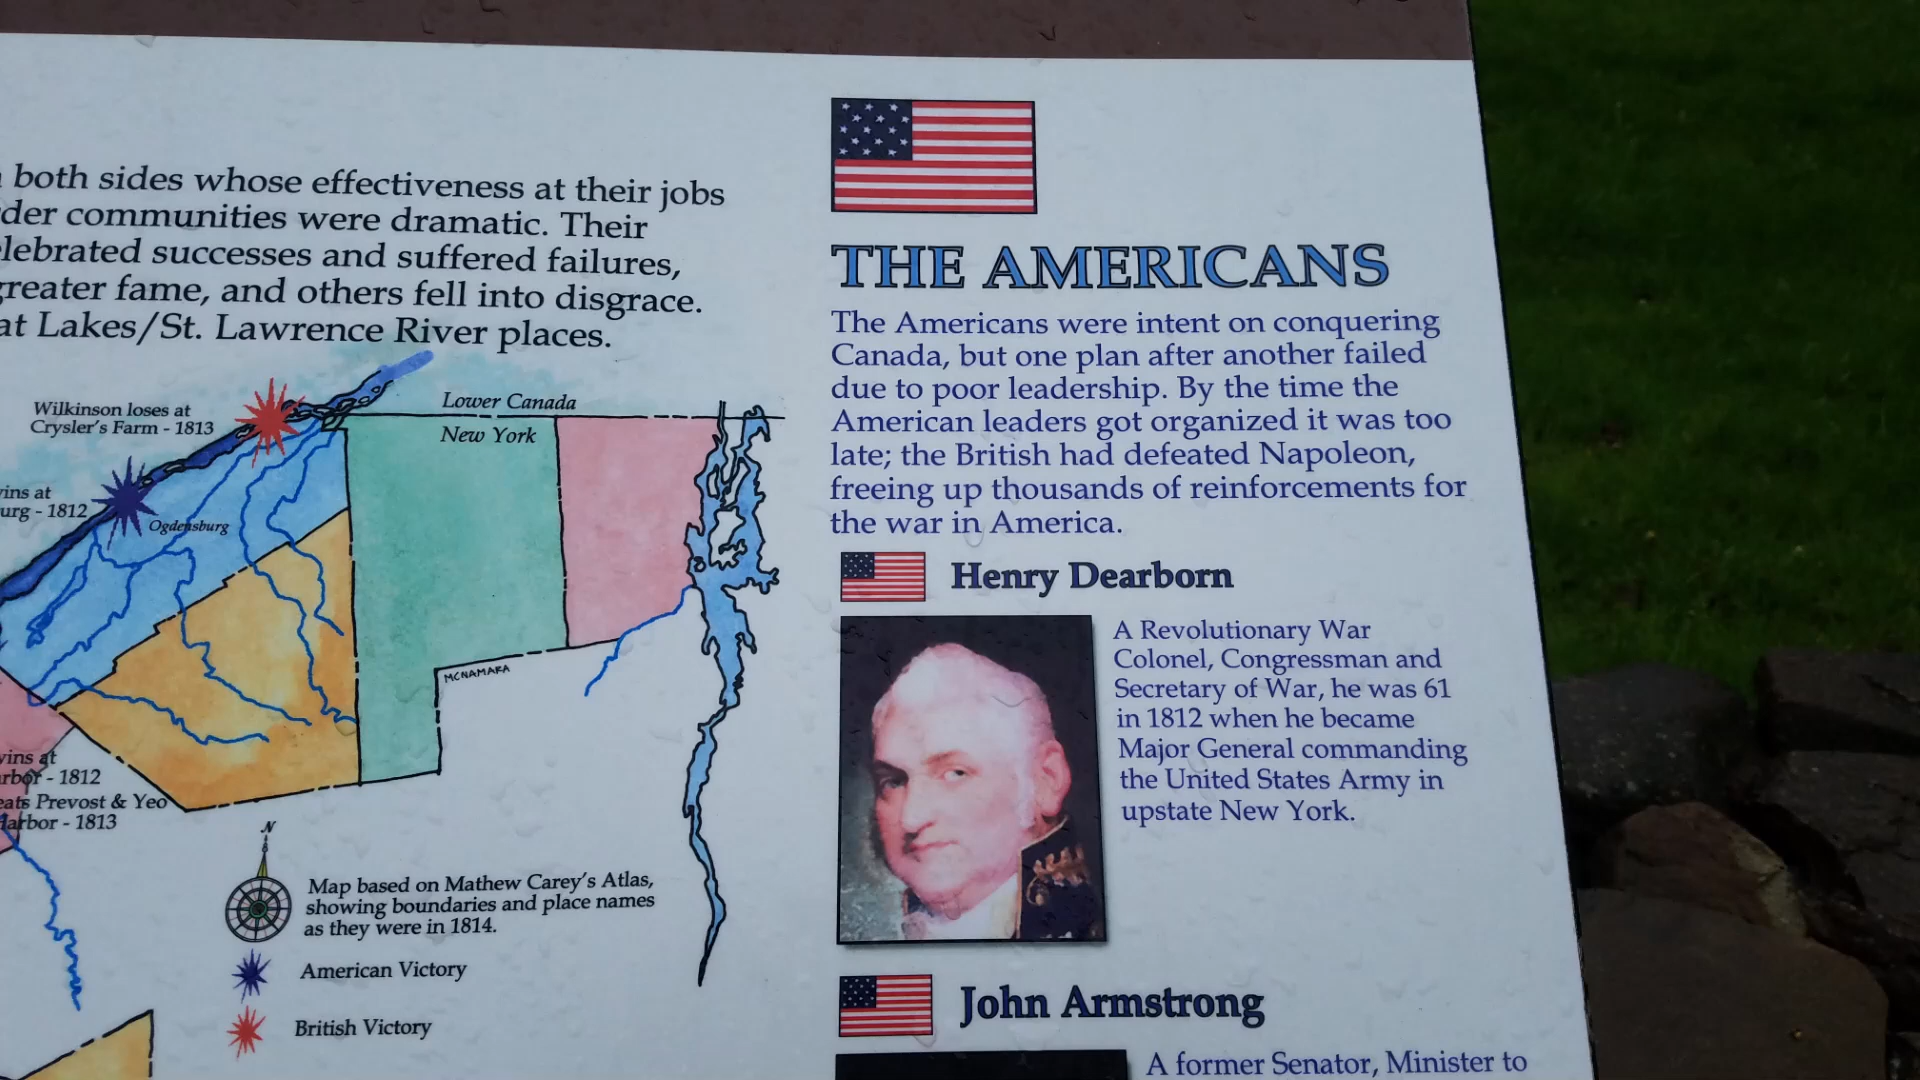 both sides whose effectiveness at their jobs
communities were dramatic. Their
successes and suffered failures,
greater fame, and others fell into disgrace.
Lakes/St. Lawrence River places.
Wilkinson loses at
Crysler's Farm - 1813
Lower Canada
New York
at
- 1812
Ogdensburg
MCNAMARA
at
- 1812
Prevost & Yeo
- 1813
N
Map based on Mathew Carey's Atlas,
showing boundaries and place names
as they were in 1814.
American Victory
British Victory
THE AMERICANS
The Americans were intent on conquering
Canada, but one plan after another failed
due to poor leadership. By the time the
American leaders got organized it was too
late; the British had defeated Napoleon,
freeing up thousands of reinforcements for
the war in America.
Henry Dearborn
A Revolutionary War
Colonel, Congressman and
Secretary of War, he was 61
in 1812 when he became
Major General commanding
the United States Army in
upstate New York.
John Armstrong
A former Senator, Minister to